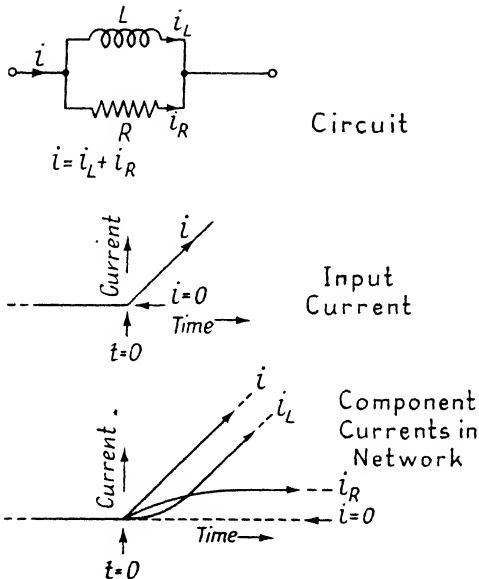 L
i
i_L
R
i_R
Circuit
i = i_L + i_R
Current
i
i=0
Time
t=0
Input
Current
Current
i
i_L
Component
Currents in
Network
i_R
i=0
Time
t=0